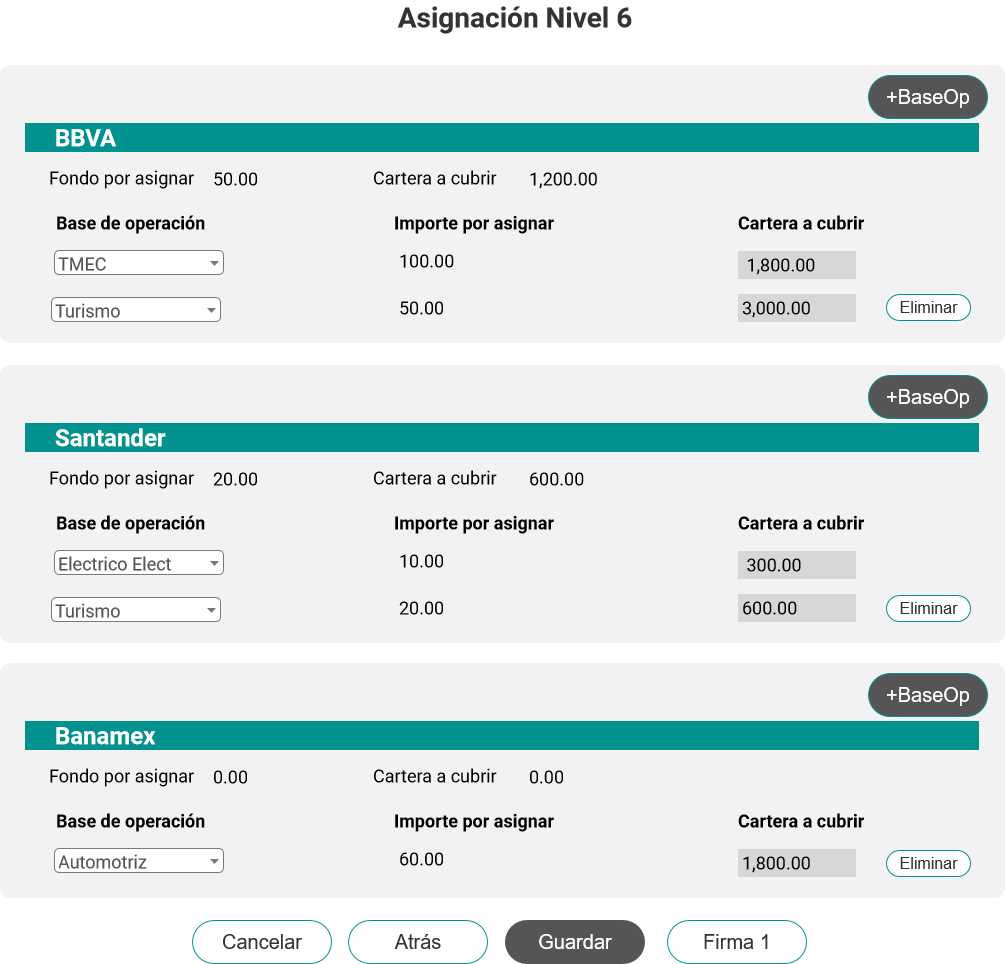 Asignación Nivel 6
+BaseOp
BBVA
Fondo por asignar 50.00 Cartera a cubrir 1,200.00
Base de operación Importe por asignar Cartera a cubrir
TMEC 100.00 1,800.00
Turismo 50.00 3,000.00 Eliminar
+BaseOp
Santander
Fondo por asignar 20.00 Cartera a cubrir 600.00
Base de operación Importe por asignar Cartera a cubrir
Electrico Elect 10.00 300.00
Turismo 20.00 600.00 Eliminar
+BaseOp
Banamex
Fondo por asignar 0.00 Cartera a cubrir 0.00
Base de operación Importe por asignar Cartera a cubrir
Automotriz 60.00 1,800.00 Eliminar
Cancelar Atrás Guardar Firma 1